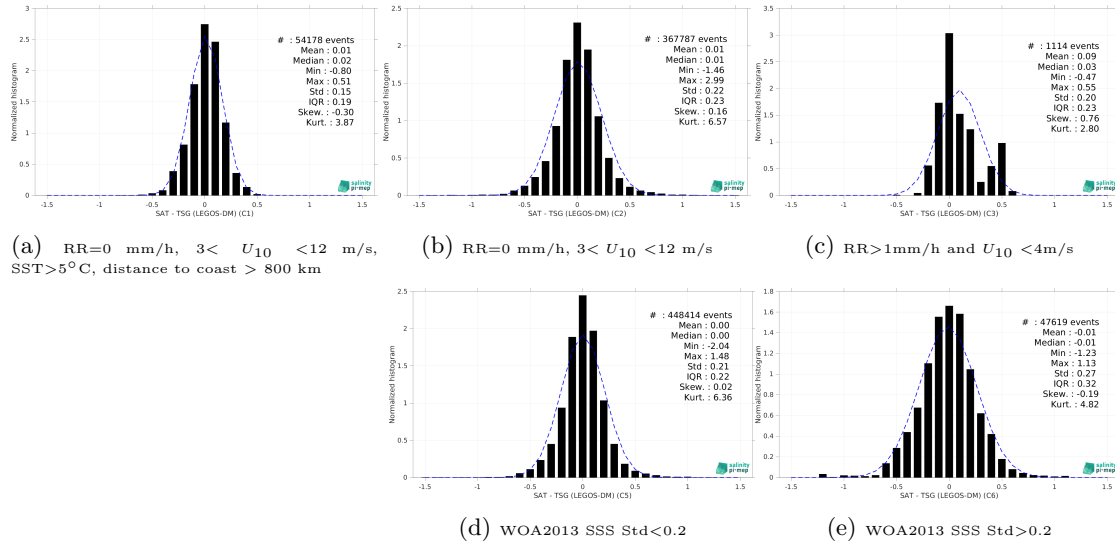 3
2.5
2
1.5
1
0.5
0
Normalized histogram
# : 54178 events
Mean : 0.01
Median : 0.02
Min : -0.80
Max : 0.51
Std : 0.15
IQR : 0.19
Skew. : -0.30
Kurt. : 3.87
salinity
pi-mep
-1.5 -1 -0.5 0 0.5 1 1.5
SAT - TSG (LEGOS-DM) (C1)
(a) RR=0 mm/h, 3< U10 <12 m/s,
SST>5°C, distance to coast > 800 km
2.5
2
1.5
1
0.5
0
Normalized histogram
# : 367787 events
Mean : 0.01
Median : 0.01
Min : -1.46
Max : 2.99
Std : 0.22
IQR : 0.23
Skew. : 0.16
Kurt. : 6.57
salinity
pi-mep
-1.5 -1 -0.5 0 0.5 1 1.5
SAT - TSG (LEGOS-DM) (C2)
(b) RR=0 mm/h, 3< U10 <12 m/s
3.5
3
2.5
2
1.5
1
0.5
0
Normalized histogram
# : 1114 events
Mean : 0.09
Median : 0.03
Min : -0.47
Max : 0.55
Std : 0.20
IQR : 0.23
Skew. : 0.76
Kurt. : 2.80
salinity
pi-mep
-1.5 -1 -0.5 0 0.5 1 1.5
SAT - TSG (LEGOS-DM) (C3)
(c) RR>1mm/h and U10 <4m/s
2.5
2
1.5
1
0.5
0
Normalized histogram
# : 448414 events
Mean : 0.00
Median : 0.00
Min : -2.04
Max : 1.48
Std : 0.21
IQR : 0.22
Skew. : 0.02
Kurt. : 6.36
salinity
pi-mep
-1.5 -1 -0.5 0 0.5 1 1.5
SAT - TSG (LEGOS-DM) (C5)
(d) WOA2013 SSS Std<0.2
1.8
1.6
1.4
1.2
1
0.8
0.6
0.4
0.2
0
Normalized histogram
# : 47619 events
Mean : -0.01
Median : -0.01
Min : -1.23
Max : 1.13
Std : 0.27
IQR : 0.32
Skew. : -0.19
Kurt. : 4.82
salinity
pi-mep
-1.5 -1 -0.5 0 0.5 1 1.5
SAT - TSG (LEGOS-DM) (C6)
(e) WOA2013 SSS Std>0.2